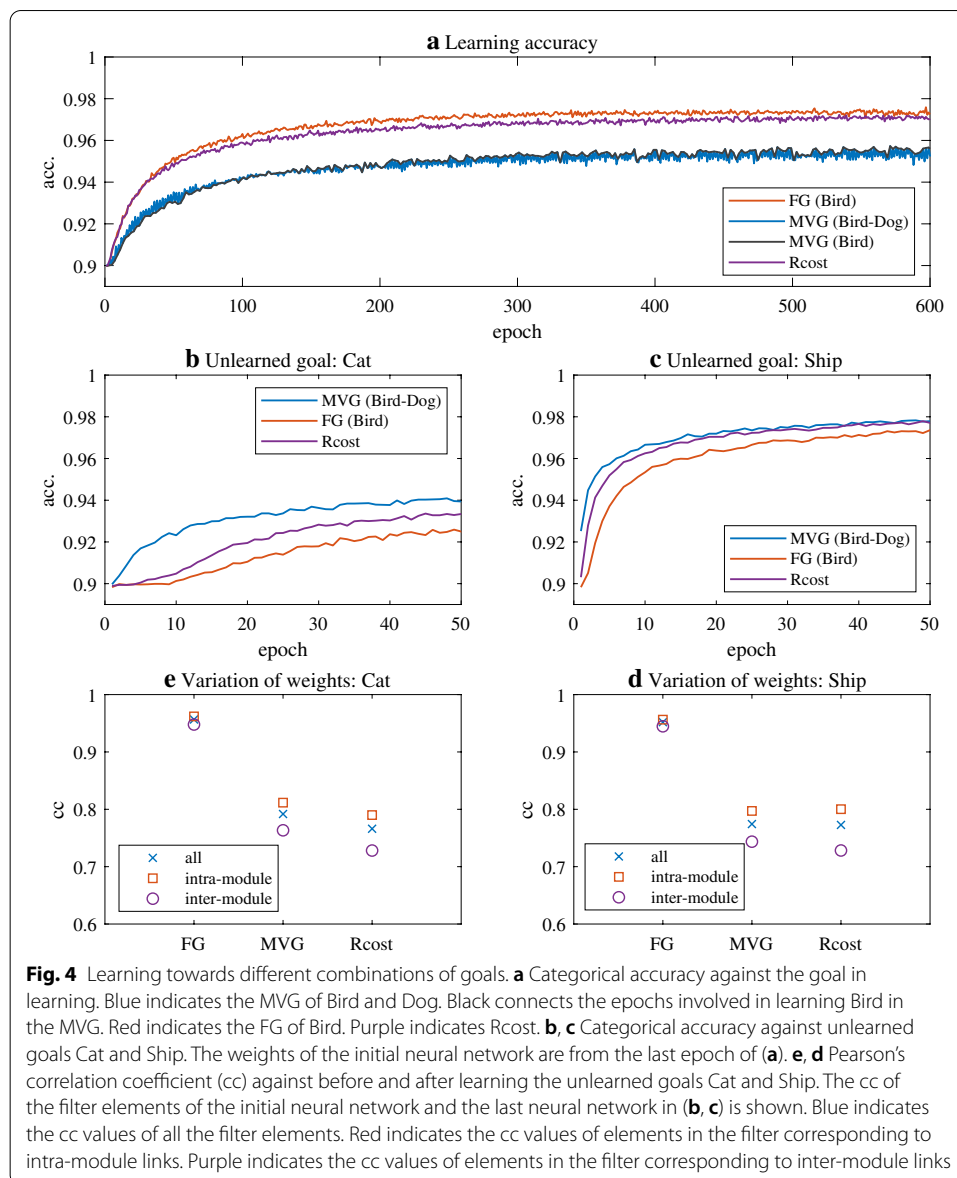 a Learning accuracy
1
0.98
0.96
0.94
0.92
0.9
acc.
FG (Bird)
MVG (Bird-Dog)
MVG (Bird)
Rcost
0 100 200 300 400 500 600
epoch
b Unlearned goal: Cat
1
0.98
0.96
0.94
0.92
0.9
acc.
MVG (Bird-Dog)
FG (Bird)
Rcost
0 10 20 30 40 50
epoch
c Unlearned goal: Ship
1
0.98
0.96
0.94
0.92
0.9
acc.
MVG (Bird-Dog)
FG (Bird)
Rcost
0 10 20 30 40 50
epoch
e Variation of weights: Cat
1
0.9
0.8
0.7
0.6
cc
all
intra-module
inter-module
FG MVG Rcost
d Variation of weights: Ship
1
0.9
0.8
0.7
0.6
cc
all
intra-module
inter-module
FG MVG Rcost
Fig. 4 Learning towards different combinations of goals. a Categorical accuracy against the goal in
learning. Blue indicates the MVG of Bird and Dog. Black connects the epochs involved in learning Bird in
the MVG. Red indicates the FG of Bird. Purple indicates Rcost. b, c Categorical accuracy against unlearned
goals Cat and Ship. The weights of the initial neural network are from the last epoch of (a). e, d Pearson's
correlation coefficient (cc) against before and after learning the unlearned goals Cat and Ship. The cc of
the filter elements of the initial neural network and the last neural network in (b, c) is shown. Blue indicates
the cc values of all the filter elements. Red indicates the cc values of elements in the filter corresponding to
intra-module links. Purple indicates the cc values of elements in the filter corresponding to inter-module links